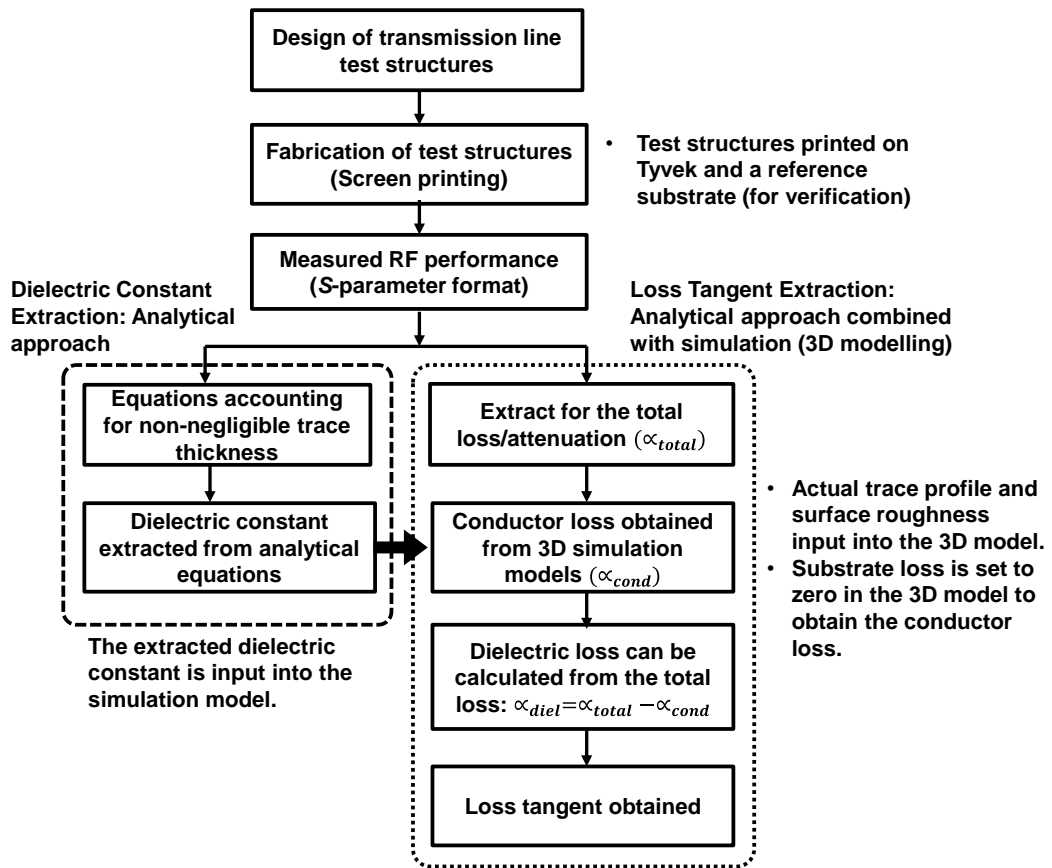 Design of transmission line
test structures
Fabrication of test structures
(Screen printing)
• Test structures printed on
Tyvek and a reference
substrate (for verification)
Measured RF performance
(S-parameter format)
Dielectric Constant
Extraction: Analytical
approach
Loss Tangent Extraction:
Analytical approach combined
with simulation (3D modelling)
Equations accounting
for non-negligible trace
thickness
Dielectric constant
extracted from analytical
equations
The extracted dielectric
constant is input into the
simulation model.
Extract for the total
loss/attenuation (∝total)
Conductor loss obtained
from 3D simulation
models (∝cond)
• Actual trace profile and
surface roughness
input into the 3D model.
• Substrate loss is set to
zero in the 3D model to
obtain the conductor
loss.
Dielectric loss can be
calculated from the total
loss: ∝diel=∝total −∝cond
Loss tangent obtained